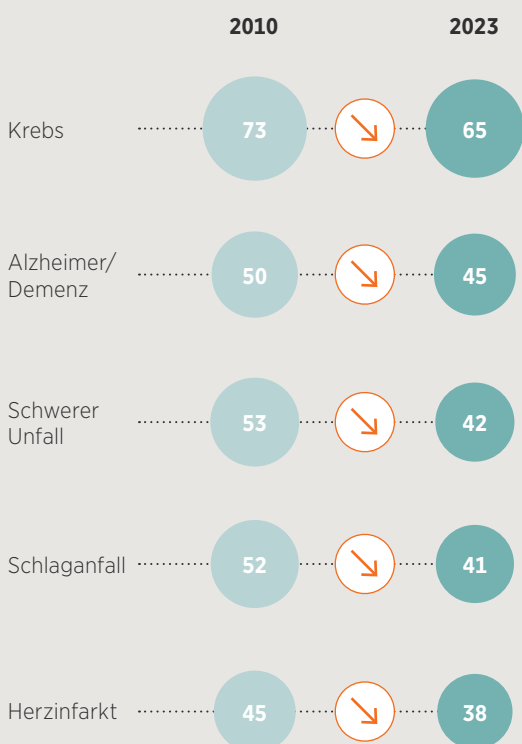 2010 2023
Krebs 73 65
Alzheimer/
Demenz 50 45
Schwerer
Unfall 53 42
Schlaganfall 52 41
Herzinfarkt 45 38